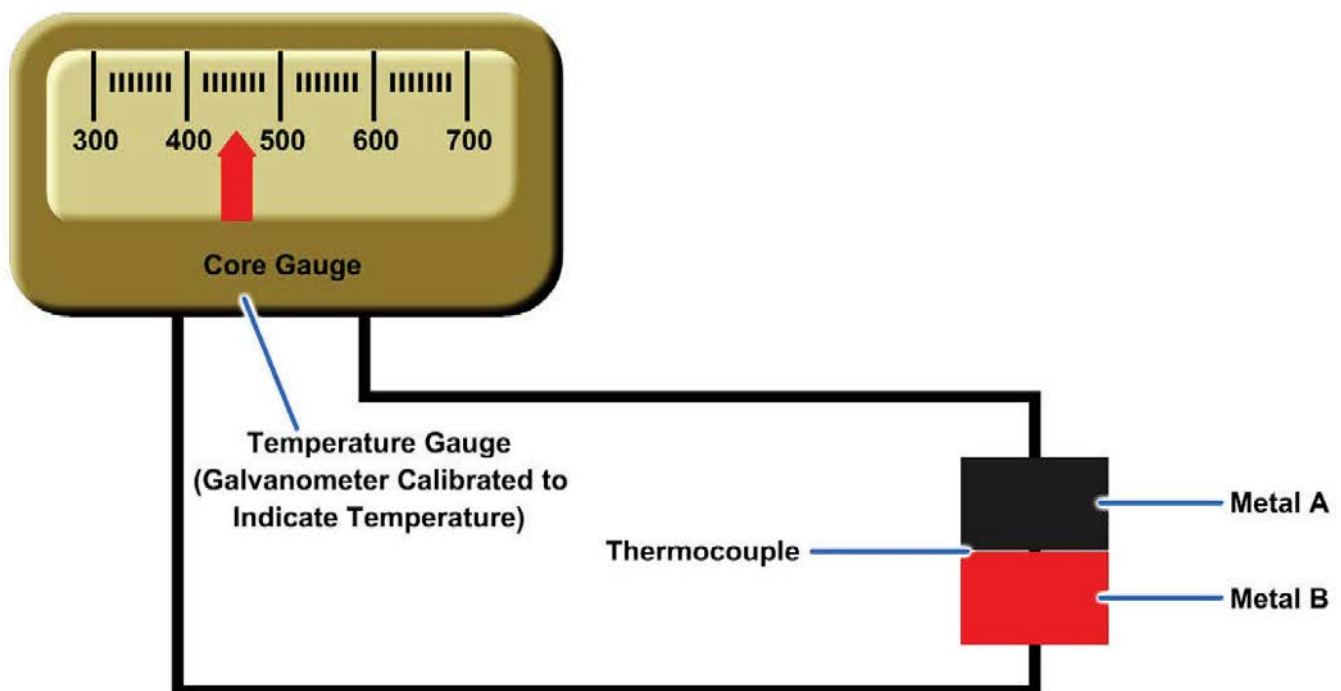 300 400 500 600 700
Core Gauge
Temperature Gauge
(Galvanometer Calibrated to
Indicate Temperature)
Thermocouple
Metal A
Metal B